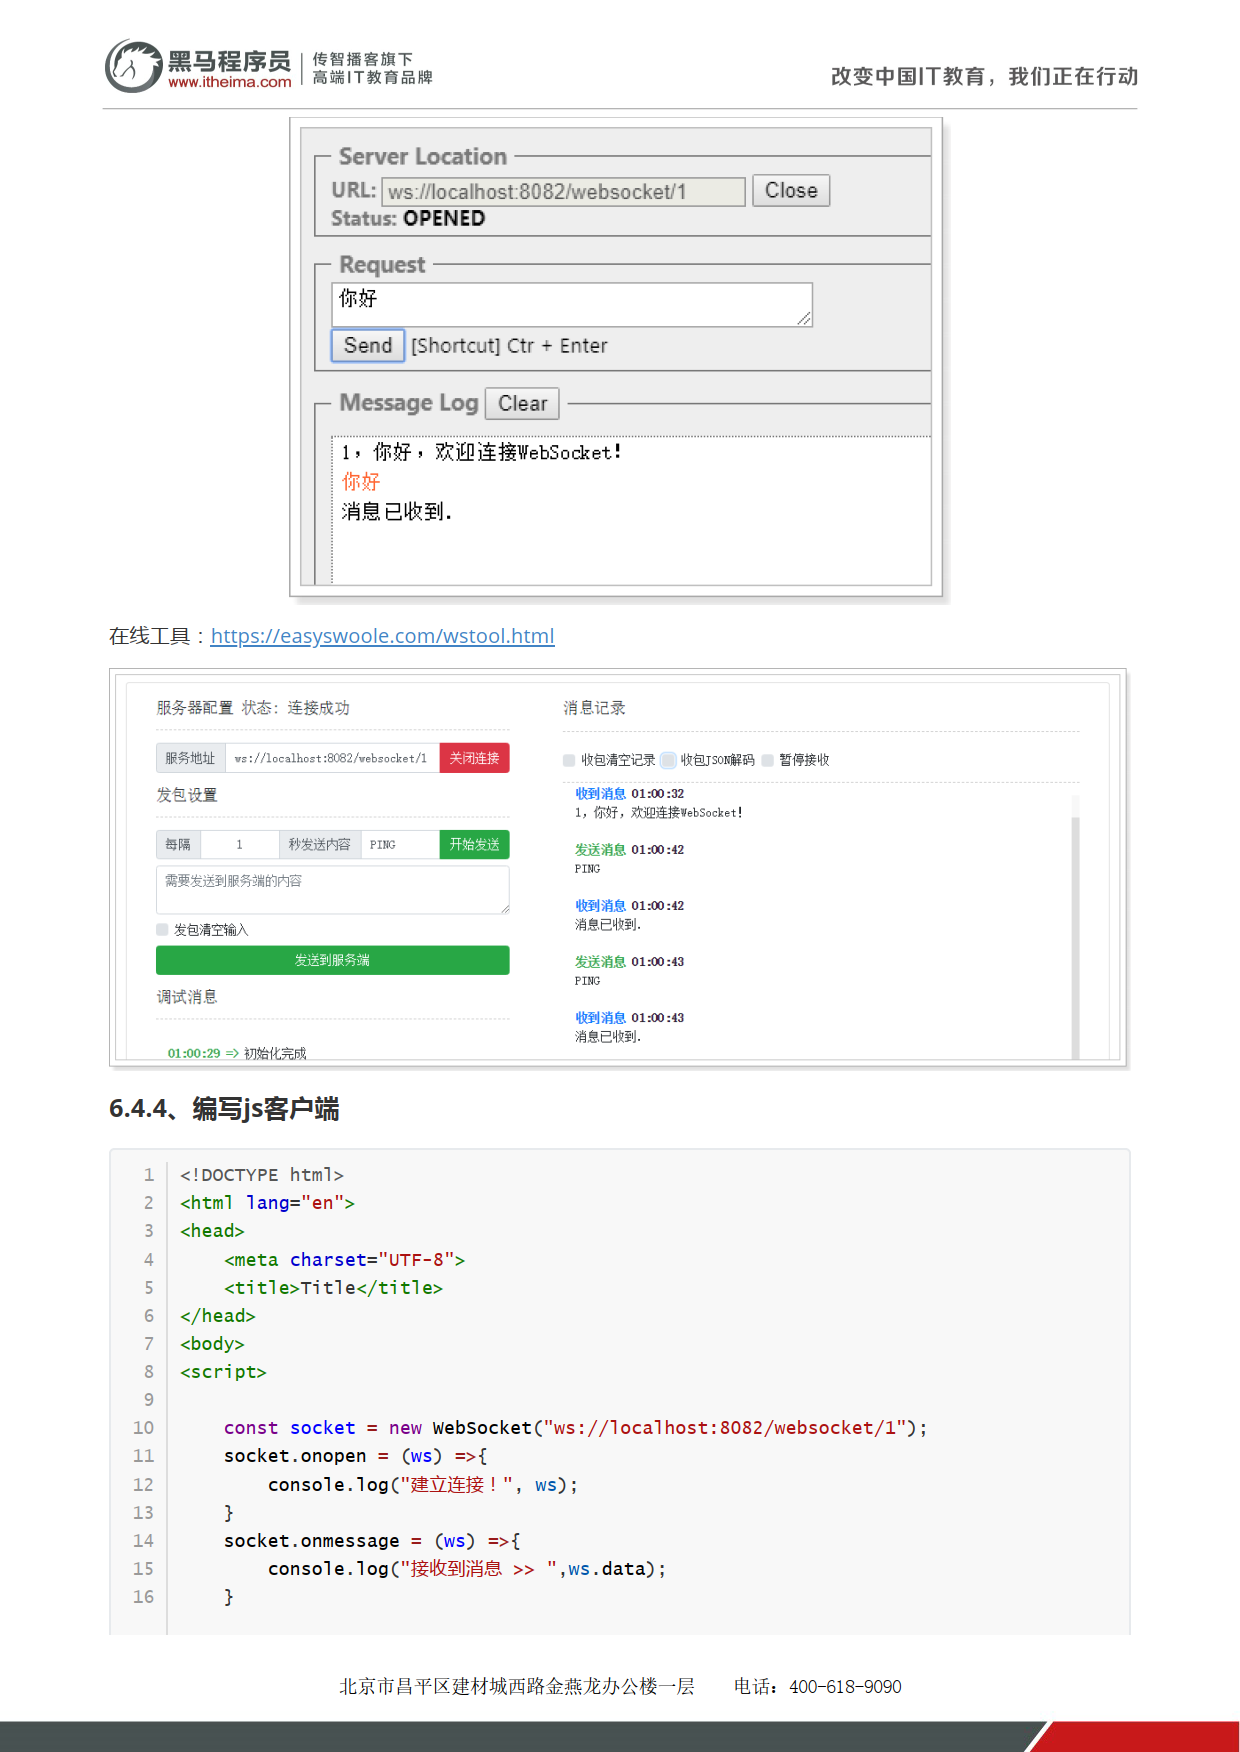 黑马程序员
www.itheima.com
传智播客旗下
高端IT教育品牌
改变中国IT教育，我们正在行动
Server Location
URL: ws://localhost:8082/websocket/1 Close
Status: OPENED
Request
你好
Send [Shortcut] Ctr + Enter
Message Log Clear
1，你好，欢迎连接WebSocket!
你好
消息已收到.
在线工具：https://easyswoole.com/wstool.html
服务器配置 状态：连接成功
服务地址 ws://localhost:8082/websocket/1 关闭连接
发包设置
每隔 1 秒发送内容 PING 开始发送
需要发送到服务端的内容
发包清空输入
发送到服务端
调试消息
01:00:29 => 初始化完成
消息记录
收包清空记录 收包JSON解码 暂停接收
收到消息 01:00:32
1，你好，欢迎连接WebSocket!
发送消息 01:00:42
PING
收到消息 01:00:42
消息已收到.
发送消息 01:00:43
PING
收到消息 01:00:43
消息已收到.
6.4.4、编写js客户端
1 <!DOCTYPE html>
2 <html lang="en">
3 <head>
4     <meta charset="UTF-8">
5     <title>Title</title>
6 </head>
7 <body>
8 <script>
9
10     const socket = new WebSocket("ws://localhost:8082/websocket/1");
11     socket.onopen = (ws) =>{
12         console.log("建立连接！", ws);
13     }
14     socket.onmessage = (ws) =>{
15         console.log("接收到消息 >> ",ws.data);
16     }
北京市昌平区建材城西路金燕龙办公楼一层 电话：400-618-9090